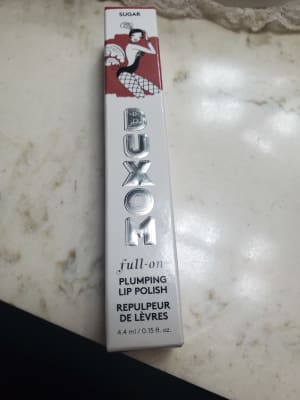 SUGAR
BUXOM
full-on
PLUMPING
LIP POLISH
REPULPEUR
DE LÈVRES
4.4 ml / 0.15 fl. oz.